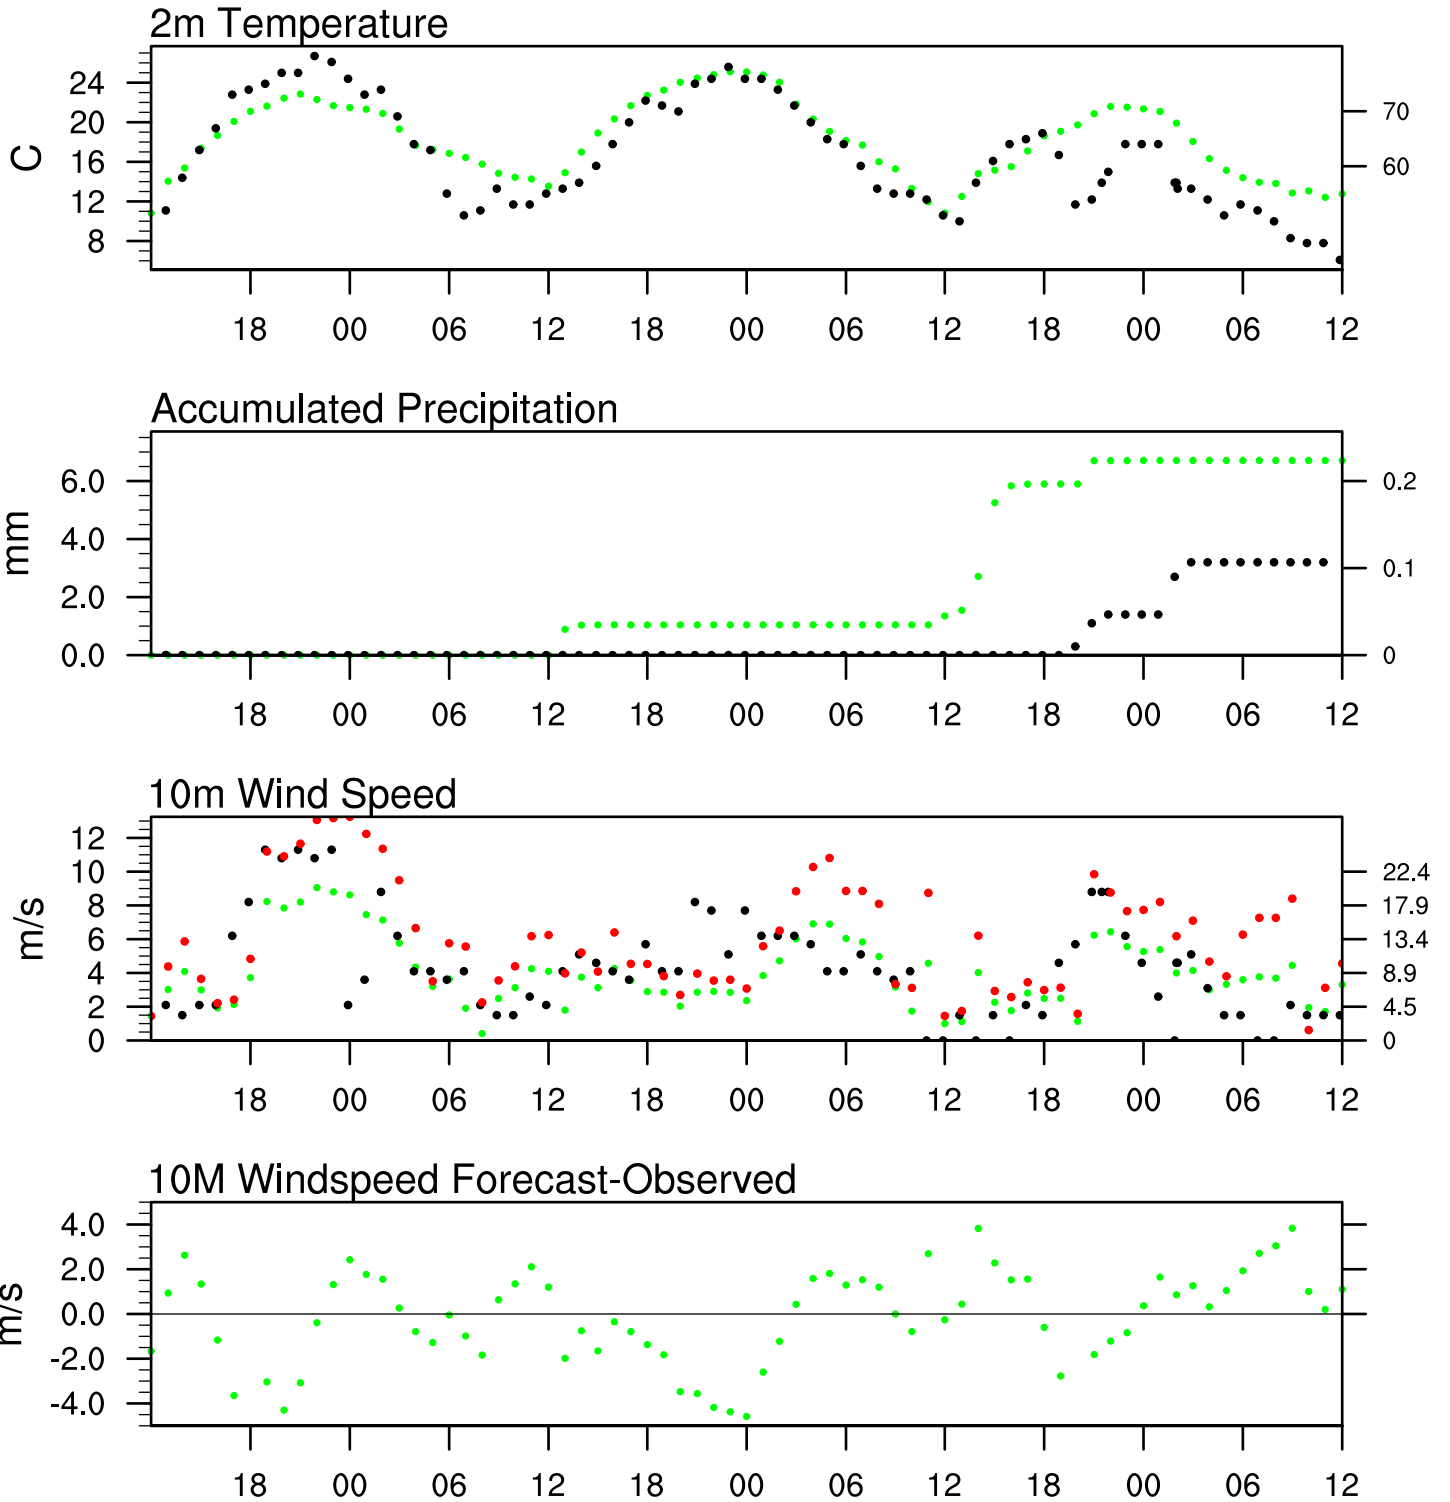 2m Temperature
24
20
16
12
8
C
70
60
18 00 06 12 18 00 06 12 18 00 06 12
Accumulated Precipitation
6.0
4.0
2.0
0.0
mm
0.2
0.1
0
18 00 06 12 18 00 06 12 18 00 06 12
10m Wind Speed
12
10
8
6
4
2
0
m/s
22.4
17.9
13.4
8.9
4.5
0
18 00 06 12 18 00 06 12 18 00 06 12
10M Windspeed Forecast-Observed
4.0
2.0
0.0
-2.0
-4.0
m/s
18 00 06 12 18 00 06 12 18 00 06 12